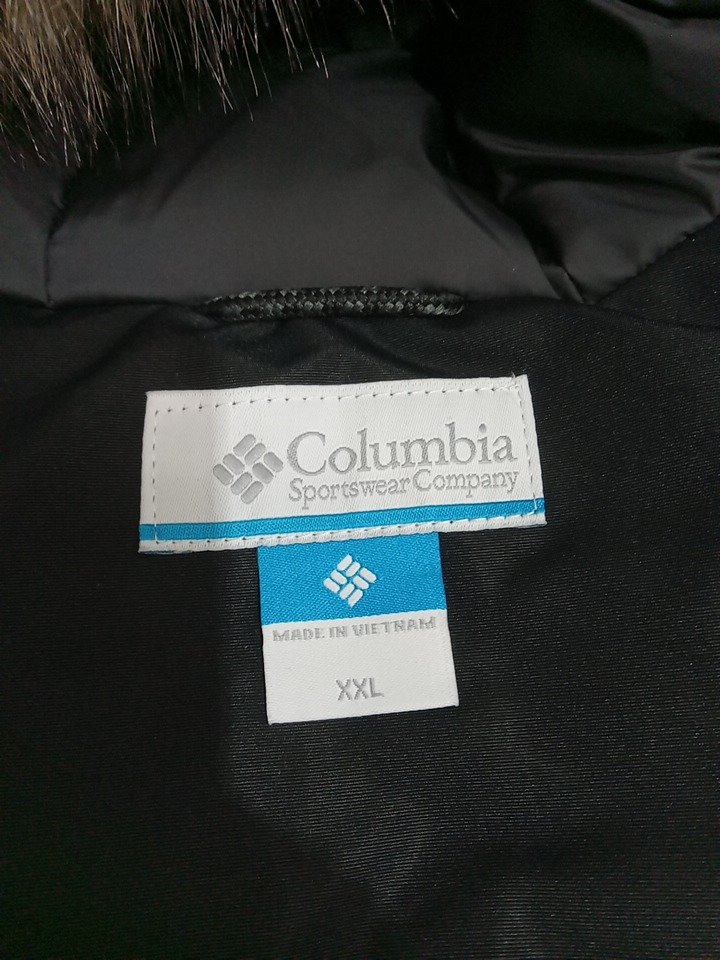 Columbia
Sportswear Company
MADE IN VIETNAM
XXL